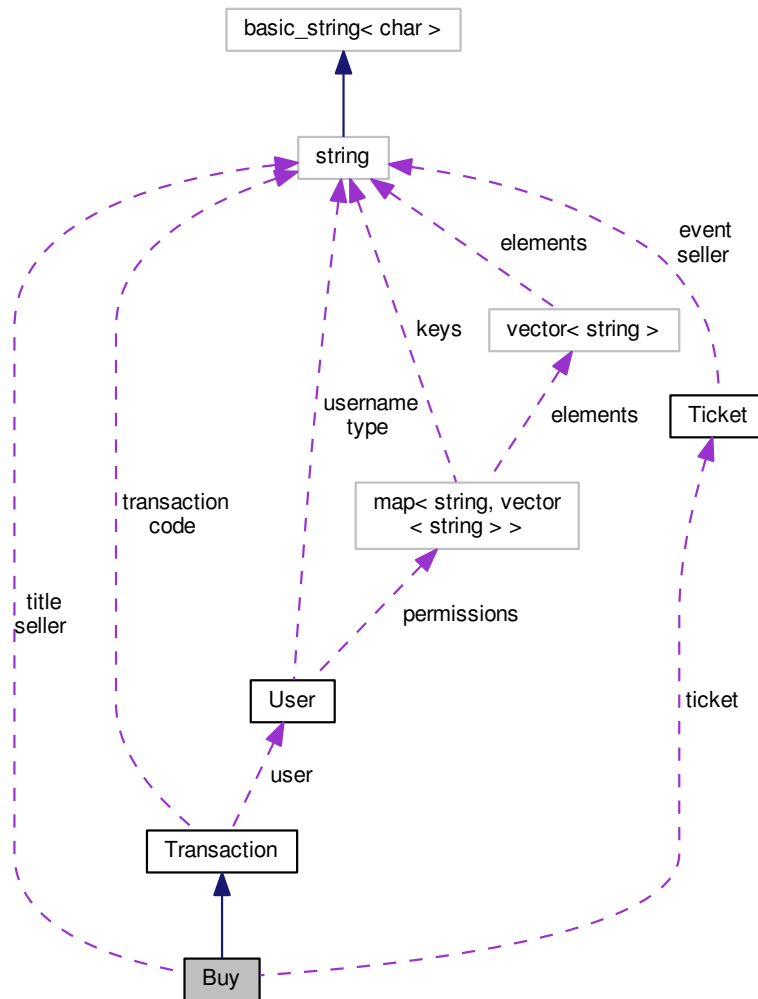 basic_string< char >
string
event
seller
elements
vector< string >
keys
username
type
Ticket
elements
transaction
code
map< string, vector
< string > >
title
seller
permissions
User
ticket
user
Transaction
Buy